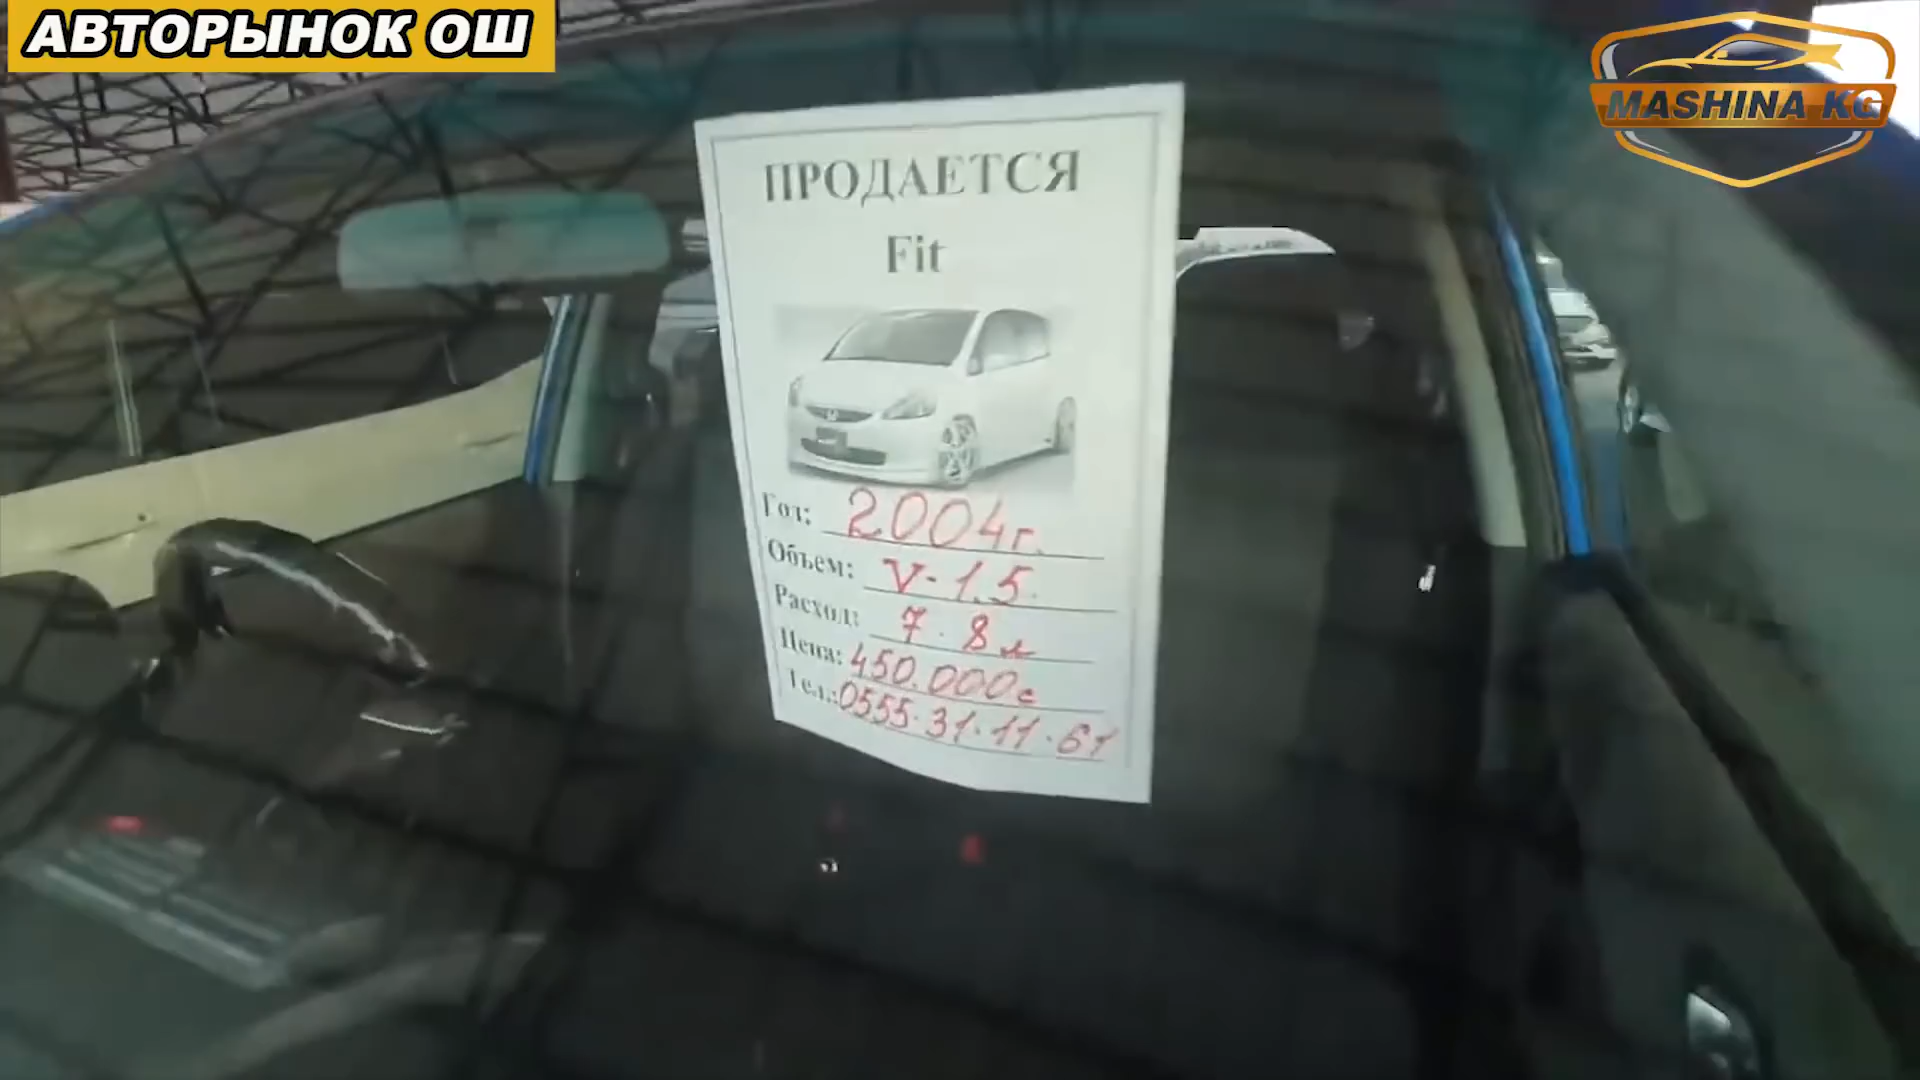 АВТОРЫНОК ОШ
MASHINA KG
ПРОДАЕТСЯ
Fit
Год: 2004г.
Объем: V-1.5.
Расход: 7.8л
Цена: 450.000с
Тел.: 0555.31.11.61